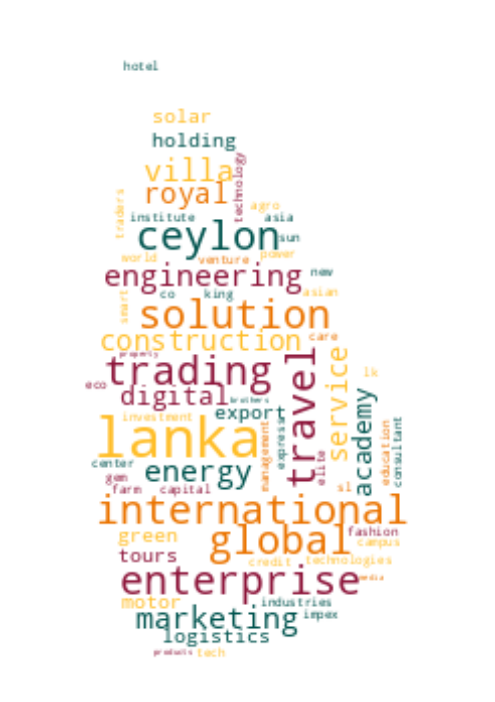 hotel
solar
holding
technology
villa
royal
traders
agro
institute
asia
ceylon
sun
world
venture
power
engineering
new
smart
co
king
asian
solution
construction
care
property
trading
travel
service
lk
eco
digital
brothers
academy
export
investment
lanka
management
express
education
consultant
center
energy
elite
gem
farm
capital
sl
international
green
global
fashion
campus
tours
credit
technologies
enterprise
media
motor
industries
marketing
impex
logistics
products
tech